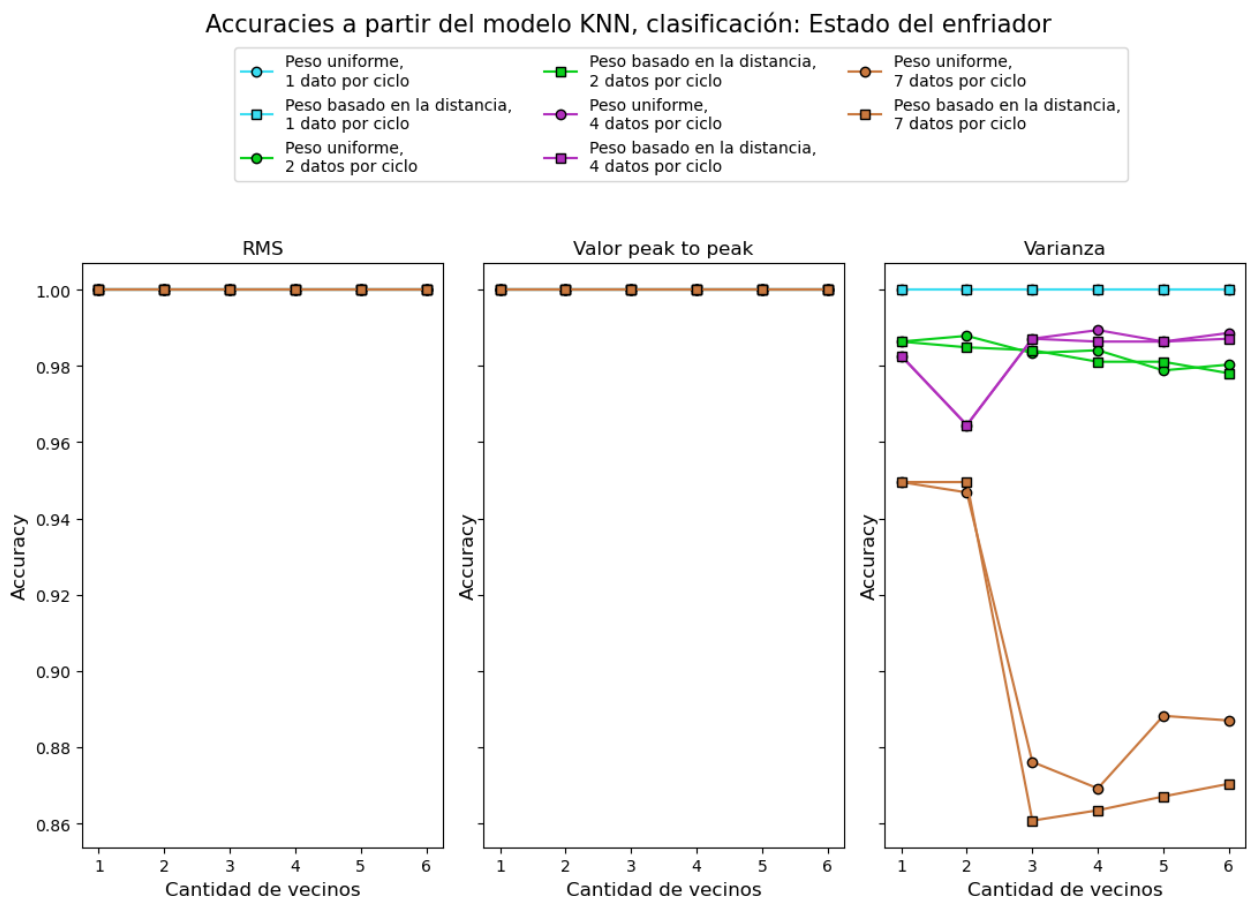 Accuracies a partir del modelo KNN, clasificación: Estado del enfriador
Peso uniforme,
1 dato por ciclo
Peso basado en la distancia,
1 dato por ciclo
Peso uniforme,
2 datos por ciclo
Peso basado en la distancia,
2 datos por ciclo
Peso uniforme,
4 datos por ciclo
Peso basado en la distancia,
4 datos por ciclo
Peso uniforme,
7 datos por ciclo
Peso basado en la distancia,
7 datos por ciclo
RMS
Accuracy
1.00
0.98
0.96
0.94
0.92
0.90
0.88
0.86
1 2 3 4 5 6
Cantidad de vecinos
Valor peak to peak
Accuracy
1 2 3 4 5 6
Cantidad de vecinos
Varianza
Accuracy
1 2 3 4 5 6
Cantidad de vecinos